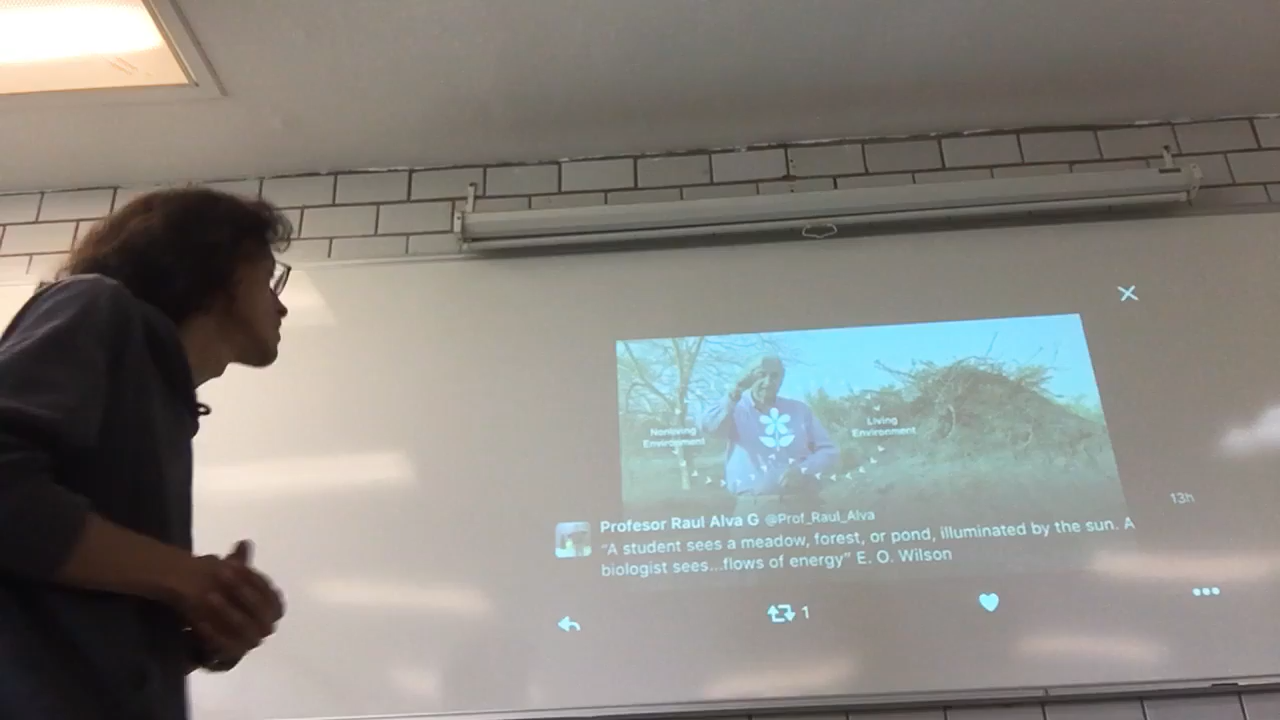 Nonliving
Environment
Living
Environment
13h
Profesor Raul Alva G @Prof_Raul_Alva
"A student sees a meadow, forest, or pond, illuminated by the sun. A
biologist sees...flows of energy" E. O. Wilson
1